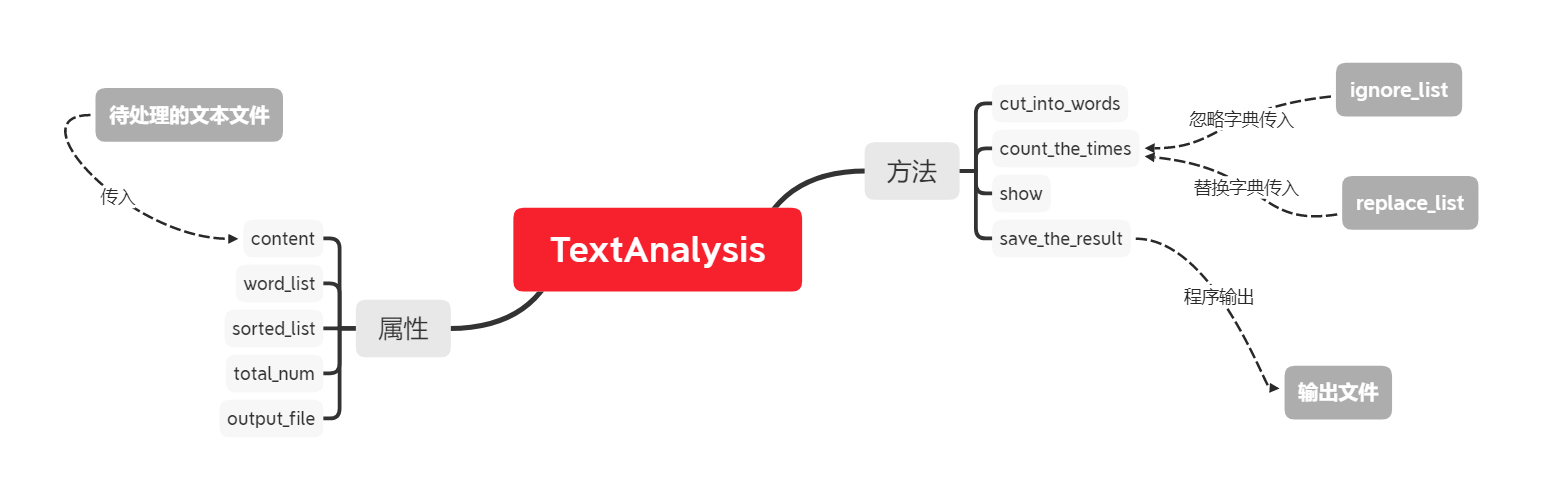 待处理的文本文件
传入
content
word_list
sorted_list
total_num
output_file
属性
TextAnalysis
方法
cut_into_words
count_the_times
show
save_the_result
忽略字典传入
ignore_list
替换字典传入
replace_list
程序输出
输出文件